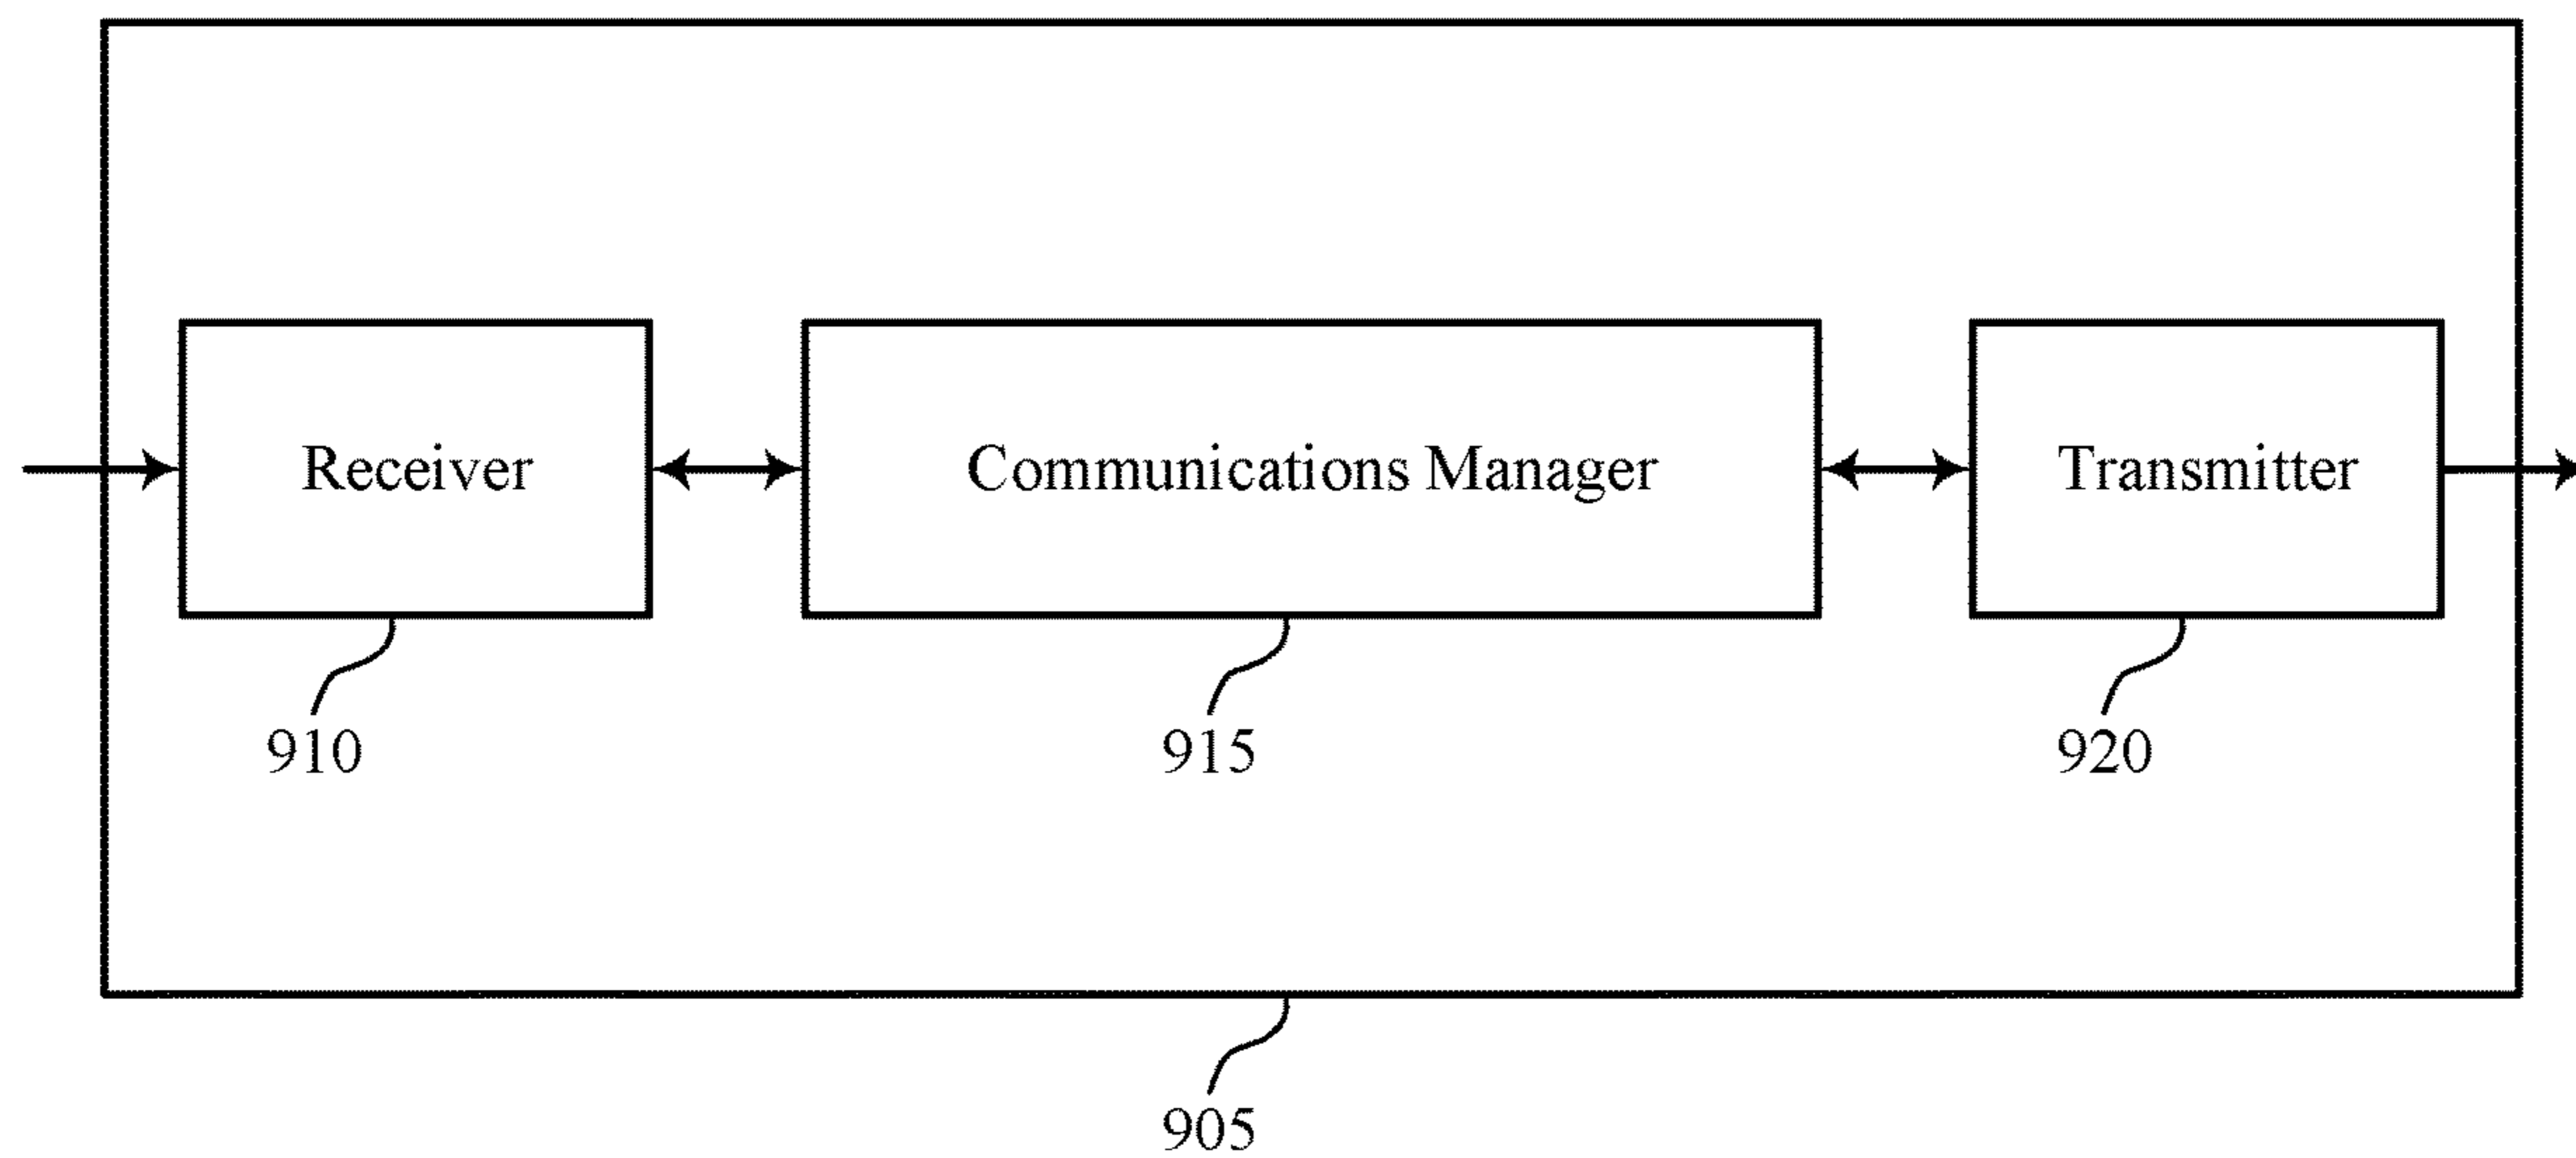 Receiver
Communications Manager
Transmitter
910
915
920
905